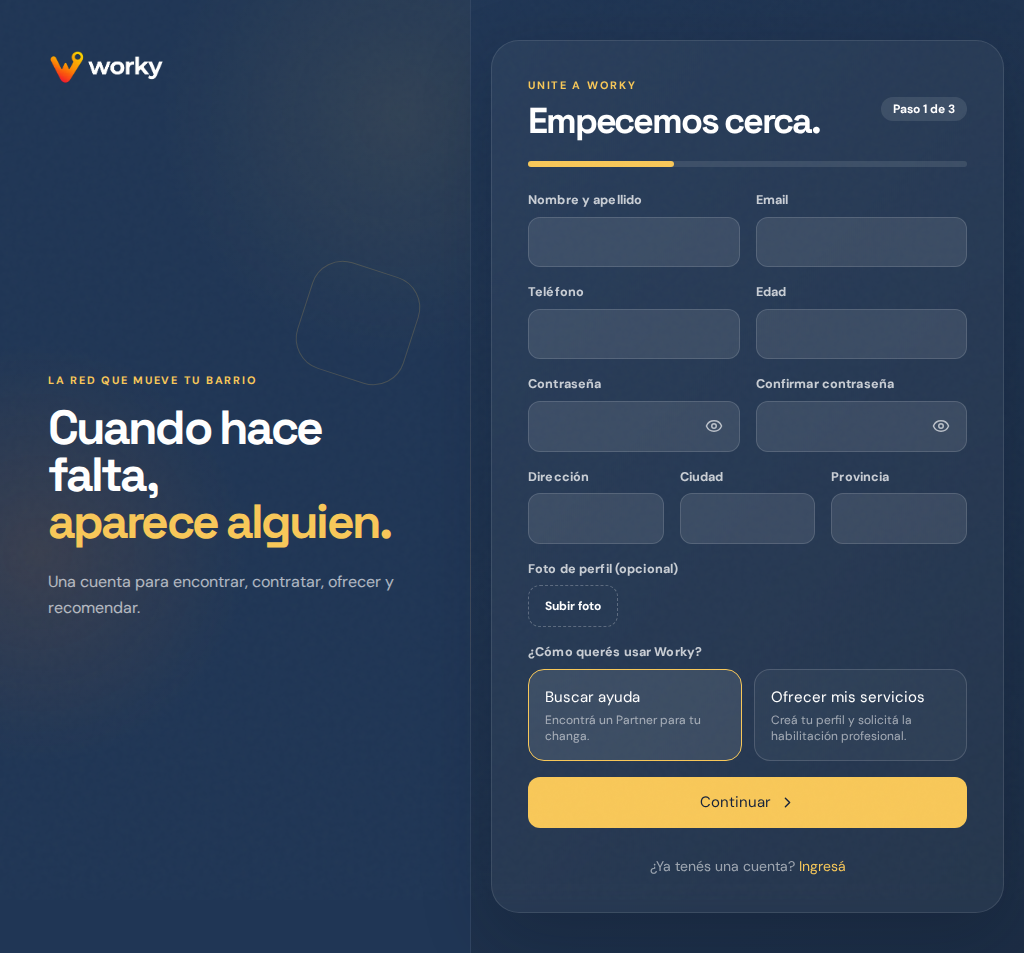 worky
LA RED QUE MUEVE TU BARRIO
Cuando hace
falta,
aparece alguien.
Una cuenta para encontrar, contratar, ofrecer y
recomendar.
UNITE A WORKY
Empecemos cerca.
Paso 1 de 3
Nombre y apellido
Email
Teléfono
Edad
Contraseña
Confirmar contraseña
Dirección
Ciudad
Provincia
Foto de perfil (opcional)
Subir foto
¿Cómo querés usar Worky?
Buscar ayuda
Encontrá un Partner para tu
changa.
Ofrecer mis servicios
Creá tu perfil y solicitá la
habilitación profesional.
Continuar
¿Ya tenés una cuenta? Ingresá